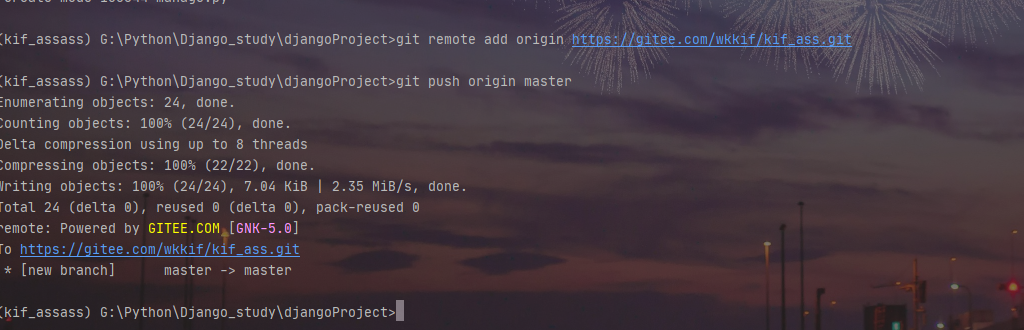 create mode 100644 manage.py
(kif_assass) G:\Python\Django_study\djangoProject>git remote add origin https://gitee.com/wkkif/kif_ass.git
(kif_assass) G:\Python\Django_study\djangoProject>git push origin master
Enumerating objects: 24, done.
Counting objects: 100% (24/24), done.
Delta compression using up to 8 threads
Compressing objects: 100% (22/22), done.
Writing objects: 100% (24/24), 7.04 KiB | 2.35 MiB/s, done.
Total 24 (delta 0), reused 0 (delta 0), pack-reused 0
remote: Powered by GITEE.COM [GNK-5.0]
To https://gitee.com/wkkif/kif_ass.git
* [new branch] master -> master
(kif_assass) G:\Python\Django_study\djangoProject>